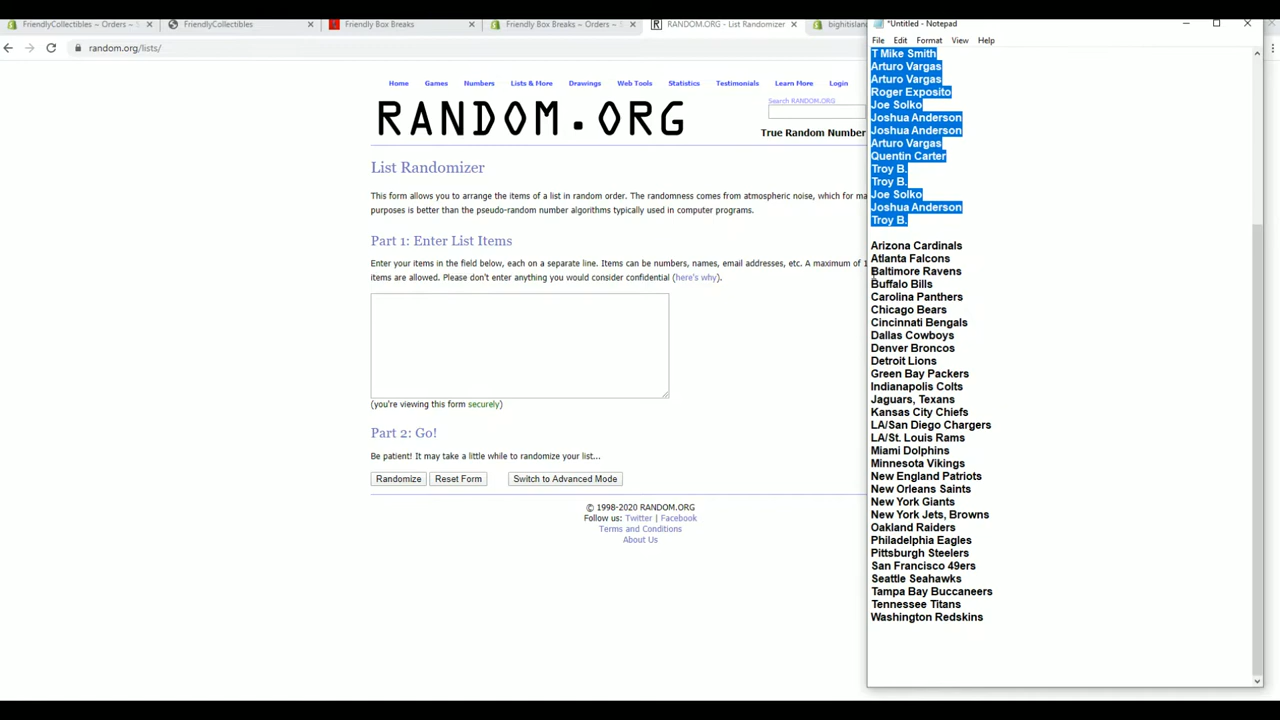 FriendlyCollectibles – Orders – S
FriendlyCollectibles
Friendly Box Breaks
Friendly Box Breaks – Orders – S
RANDOM.ORG - List Randomizer
bighitisland
random.org/lists/
Home Games Numbers Lists & More Drawings Web Tools Statistics Testimonials Learn More Login
RANDOM.ORG
Search RANDOM.ORG
True Random Number
List Randomizer
This form allows you to arrange the items of a list in random order. The randomness comes from atmospheric noise, which for ma
purposes is better than the pseudo-random number algorithms typically used in computer programs.
Part 1: Enter List Items
Enter your items in the field below, each on a separate line. Items can be numbers, names, email addresses, etc. A maximum of 1
items are allowed. Please don't enter anything you would consider confidential (here's why).
(you're viewing this form securely)
Part 2: Go!
Be patient! It may take a little while to randomize your list...
Randomize Reset Form Switch to Advanced Mode
© 1998-2020 RANDOM.ORG
Follow us: Twitter | Facebook
Terms and Conditions
About Us
*Untitled - Notepad
File Edit Format View Help
T Mike Smith
Arturo Vargas
Arturo Vargas
Roger Exposito
Joe Solko
Joshua Anderson
Joshua Anderson
Arturo Vargas
Quentin Carter
Troy B.
Troy B.
Joe Solko
Joshua Anderson
Troy B.
Arizona Cardinals
Atlanta Falcons
Baltimore Ravens
Buffalo Bills
Carolina Panthers
Chicago Bears
Cincinnati Bengals
Dallas Cowboys
Denver Broncos
Detroit Lions
Green Bay Packers
Indianapolis Colts
Jaguars, Texans
Kansas City Chiefs
LA/San Diego Chargers
LA/St. Louis Rams
Miami Dolphins
Minnesota Vikings
New England Patriots
New Orleans Saints
New York Giants
New York Jets, Browns
Oakland Raiders
Philadelphia Eagles
Pittsburgh Steelers
San Francisco 49ers
Seattle Seahawks
Tampa Bay Buccaneers
Tennessee Titans
Washington Redskins